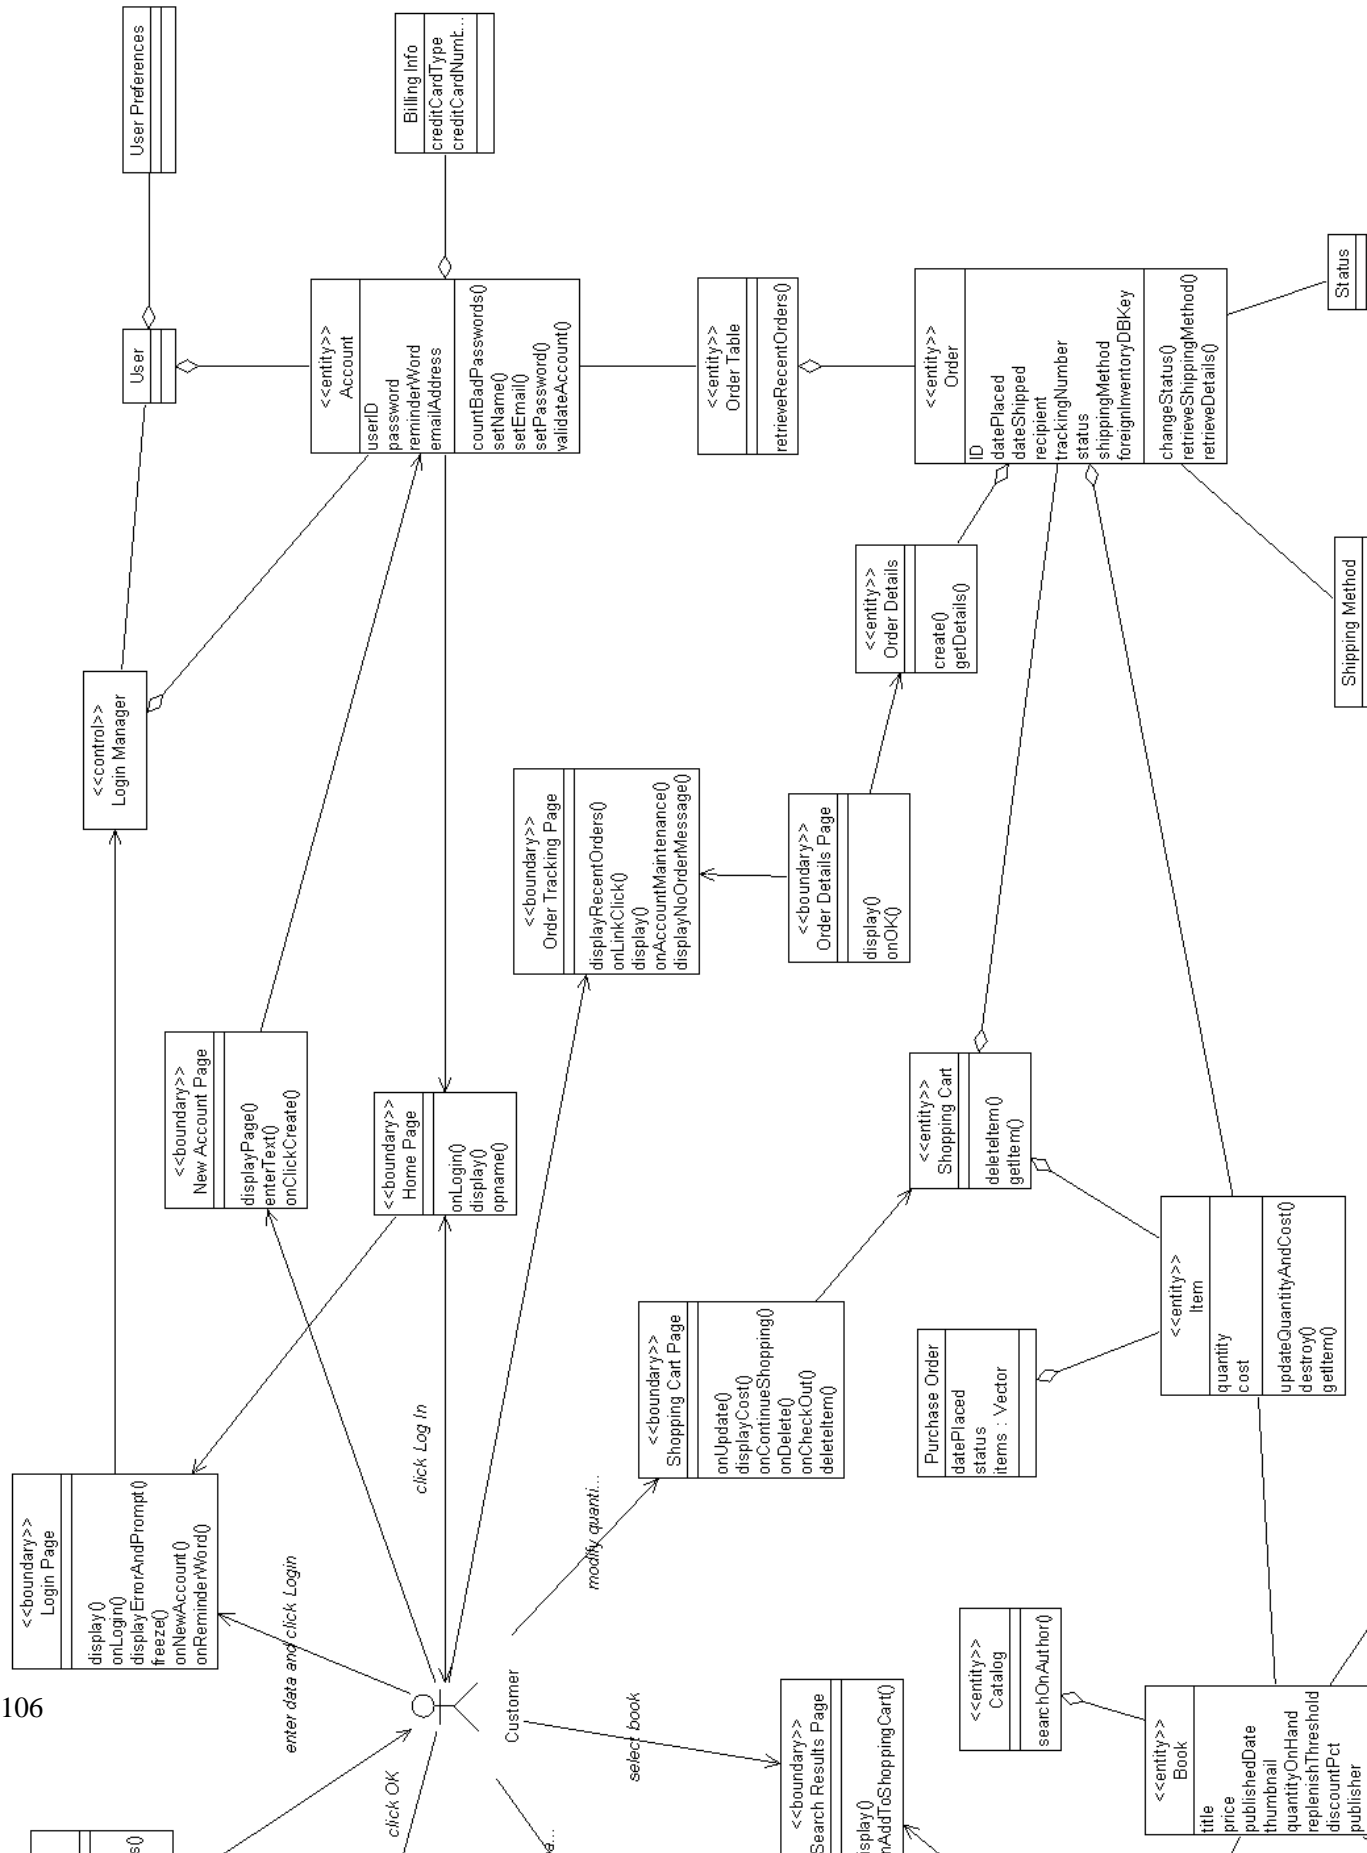 User Preferences
User
Billing Info
creditCardType
creditCardNumb...
<<entity>>
Account
userID
password
reminderWord
emailAddress
countBadPasswords()
setName()
setEmail()
setPassword()
validateAccount()
<<entity>>
Order Table
retrieveRecentOrders()
<<entity>>
Order
ID
datePlaced
dateShipped
recipient
trackingNumber
status
shippingMethod
foreignInventoryDBKey
changeStatus()
retrieveShippingMethod()
retrieveDetails()
Status
<<control>>
Login Manager
<<entity>>
Order Details
create()
getDetails()
Shipping Method
<<boundary>>
Order Tracking Page
displayRecentOrders()
onLinkClick()
display()
onAccountMaintenance()
displayNoOrderMessage()
<<boundary>>
Order Details Page
display()
onOK()
<<boundary>>
New Account Page
displayPage()
enterText()
onClickCreate()
<<boundary>>
Home Page
onLogin()
display()
opname()
<<entity>>
Shopping Cart
deleteItem()
getItem()
<<boundary>>
Login Page
display()
onLogin()
displayErrorAndPrompt()
freeze()
onNewAccount()
onReminderWord()
click Log In
<<boundary>>
Shopping Cart Page
onUpdate()
displayCost()
onContinueShopping()
onDelete()
onCheckOut()
deleteItem()
Purchase Order
datePlaced
status
items : Vector
<<entity>>
Item
quantity
cost
updateQuantityAndCost()
destroy()
getItem()
enter data and click Login
modify quanti...
106
Customer
click OK
select book
<<entity>>
Catalog
searchOnAuthor()
<<boundary>>
Search Results Page
<<entity>>
Book
title
price
publishedDate
thumbnail
quantityOnHand
replenishThreshold
discountPct
publisher